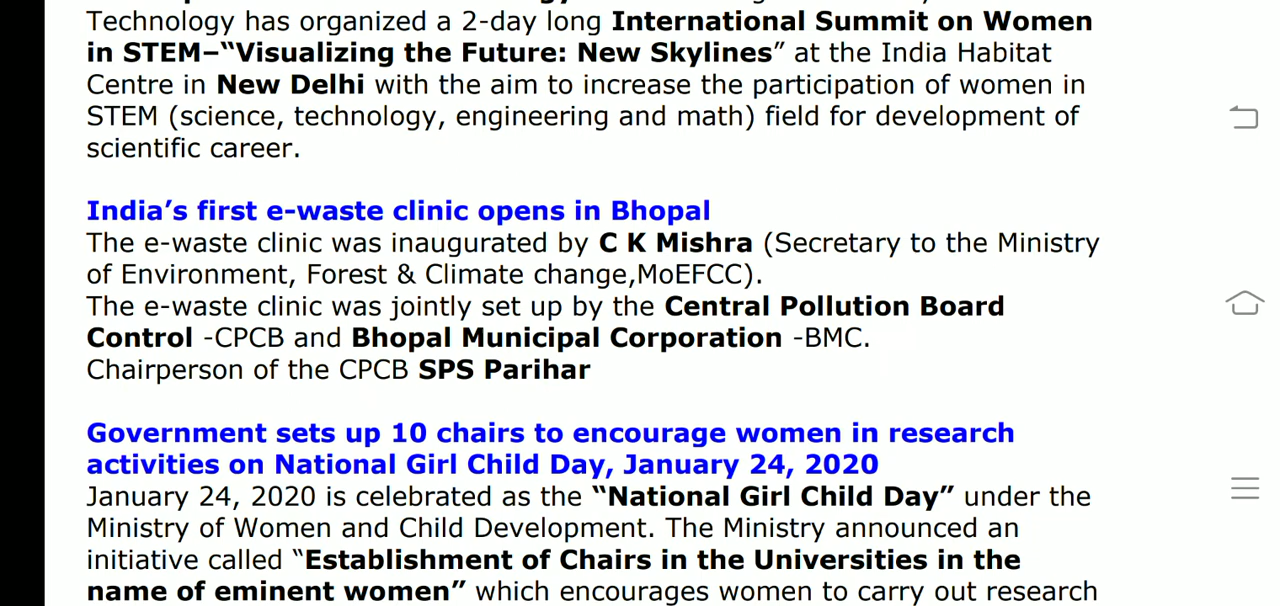 Technology has organized a 2-day long International Summit on Women
in STEM–“Visualizing the Future: New Skylines” at the India Habitat
Centre in New Delhi with the aim to increase the participation of women in
STEM (science, technology, engineering and math) field for development of
scientific career.
India’s first e-waste clinic opens in Bhopal
The e-waste clinic was inaugurated by C K Mishra (Secretary to the Ministry
of Environment, Forest & Climate change,MoEFCC).
The e-waste clinic was jointly set up by the Central Pollution Board
Control -CPCB and Bhopal Municipal Corporation -BMC.
Chairperson of the CPCB SPS Parihar
Government sets up 10 chairs to encourage women in research
activities on National Girl Child Day, January 24, 2020
January 24, 2020 is celebrated as the “National Girl Child Day” under the
Ministry of Women and Child Development. The Ministry announced an
initiative called “Establishment of Chairs in the Universities in the
name of eminent women” which encourages women to carry out research